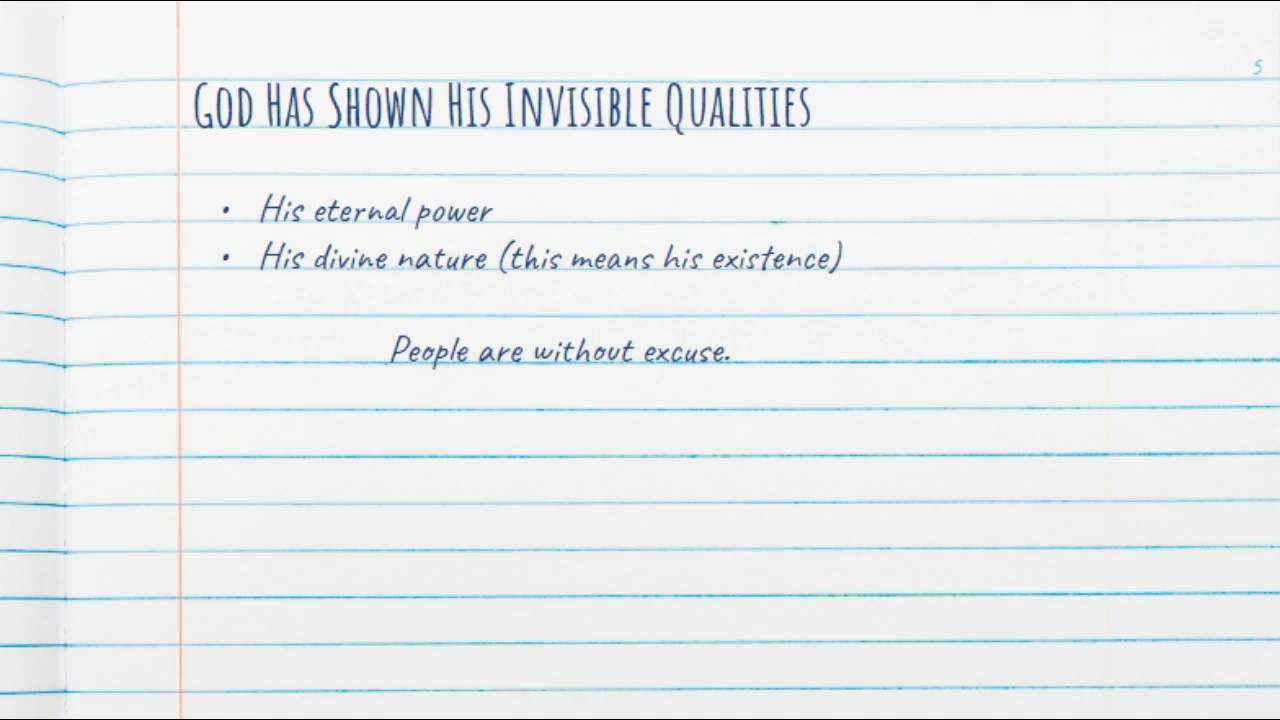 5
God Has Shown His Invisible Qualities
• His eternal power
• His divine nature (this means his existence)
People are without excuse.